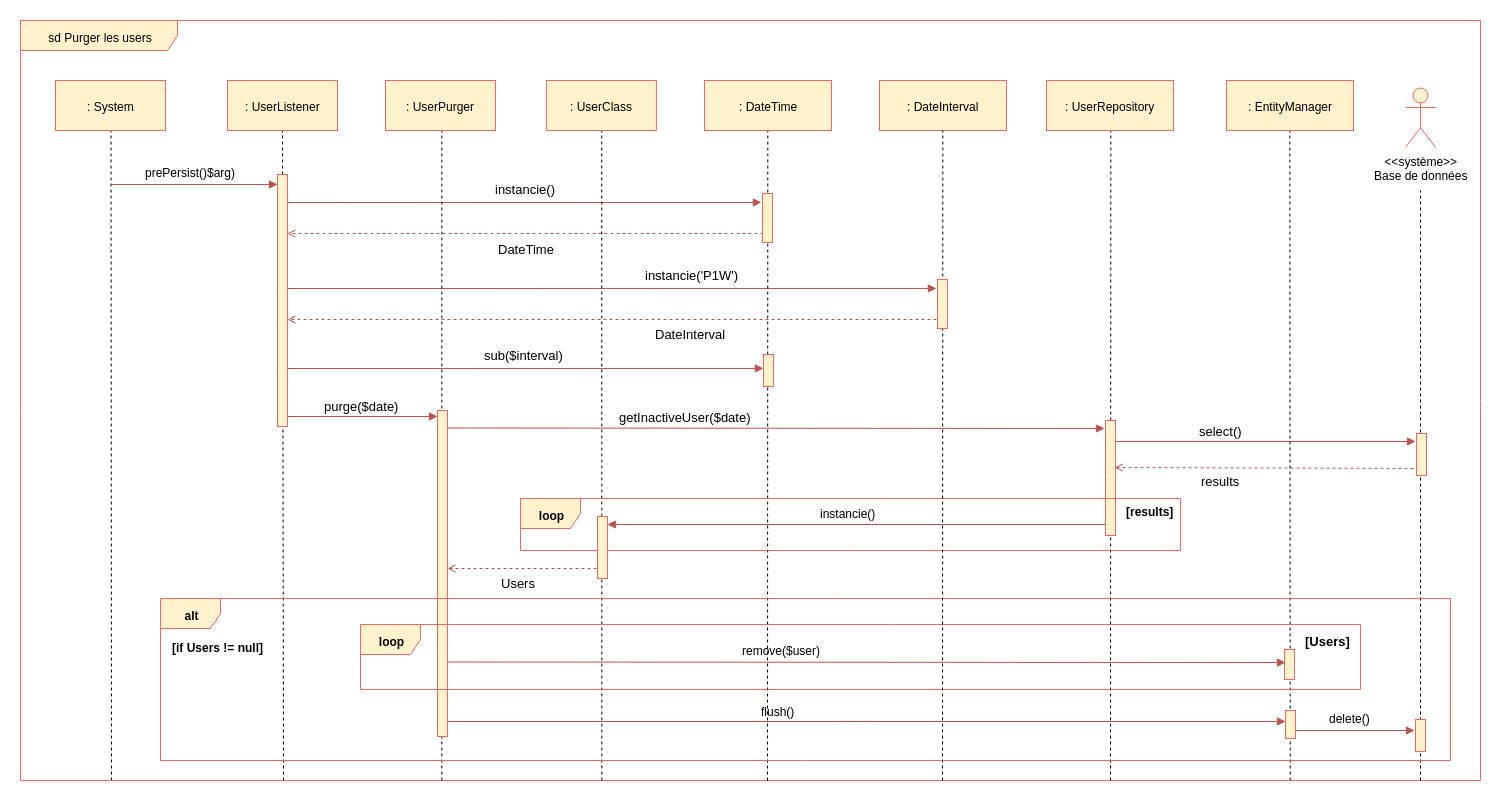 sd Purger les users
: System
: UserListener
: UserPurger
: UserClass
: DateTime
: DateInterval
: UserRepository
: EntityManager
<<système>>
Base de données
prePersist()$arg)
instancie()
DateTime
instancie('P1W')
DateInterval
sub($interval)
purge($date)
getInactiveUser($date)
select()
results
loop
[results]
instancie()
Users
alt
[if Users != null]
loop
[Users]
remove($user)
flush()
delete()